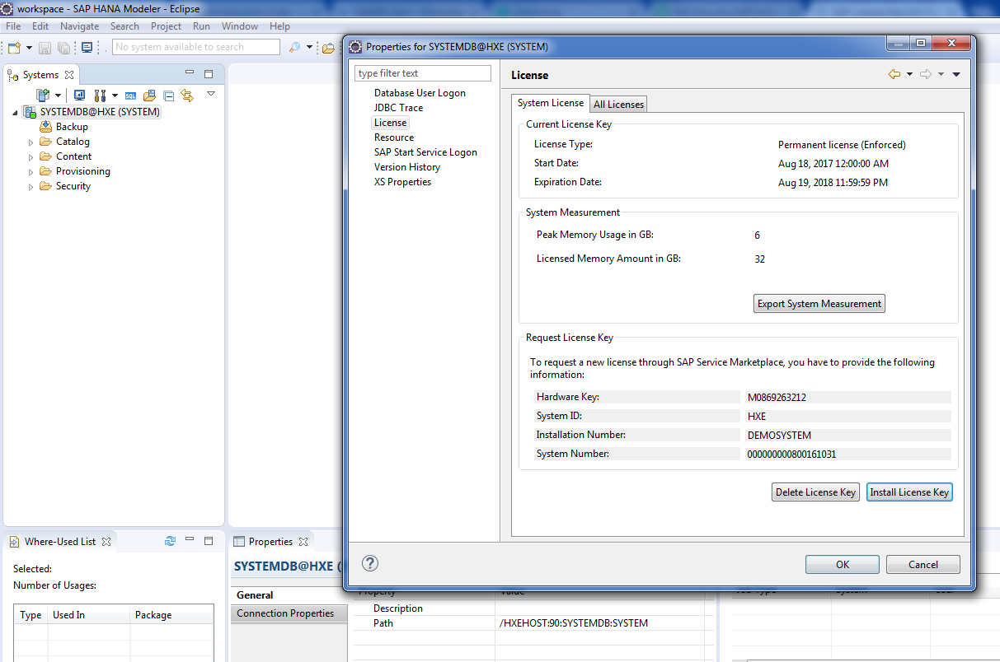 workspace - SAP HANA Modeler - Eclipse
File Edit Navigate Search Project Run Window Help
No system available to search
Systems
SQL
SYSTEMDB@HXE (SYSTEM)
Backup
Catalog
Content
Provisioning
Security
Properties for SYSTEMDB@HXE (SYSTEM)
type filter text
Database User Logon
JDBC Trace
License
Resource
SAP Start Service Logon
Version History
XS Properties
License
System License All Licenses
Current License Key
License Type: Permanent license (Enforced)
Start Date: Aug 18, 2017 12:00:00 AM
Expiration Date: Aug 19, 2018 11:59:59 PM
System Measurement
Peak Memory Usage in GB: 6
Licensed Memory Amount in GB: 32
Export System Measurement
Request License Key
To request a new license through SAP Service Marketplace, you have to provide the following
information:
Hardware Key: M0869263212
System ID: HXE
Installation Number: DEMOSYSTEM
System Number: 000000000800161031
Delete License Key Install License Key
? OK Cancel
Where-Used List
Selected:
Number of Usages:
Type Used In Package
Properties
SYSTEMDB@HXE (
General
Connection Properties
Property Value
Description
Path /HXEHOST:90:SYSTEMDB:SYSTEM